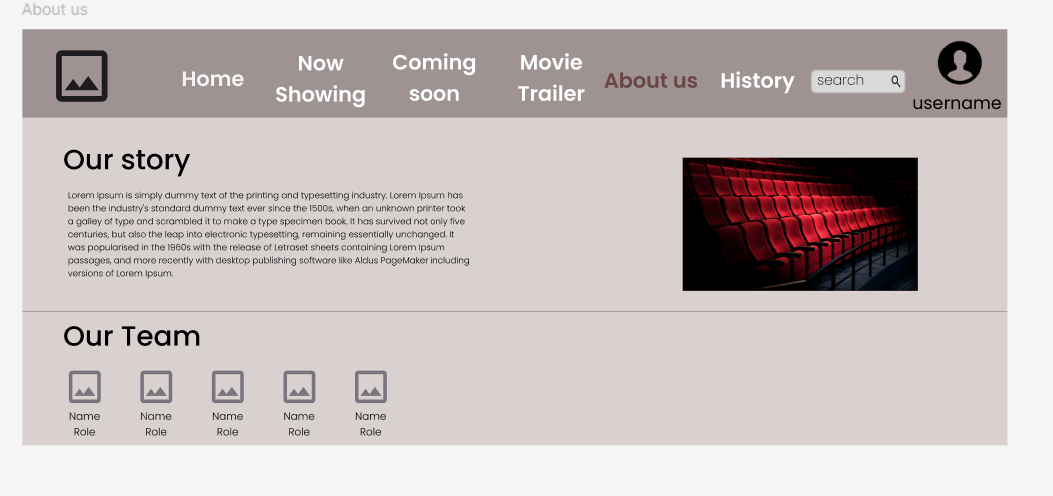 About us
Home
Now
Showing
Coming
soon
Movie
Trailer
About us
History
search
username
Our story
Lorem Ipsum is simply dummy text of the printing and typesetting industry. Lorem Ipsum has
been the industry's standard dummy text ever since the 1500s, when an unknown printer took
a galley of type and scrambled it to make a type specimen book. It has survived not only five
centuries, but also the leap into electronic typesetting, remaining essentially unchanged. It
was popularised in the 1960s with the release of Letraset sheets containing Lorem Ipsum
passages, and more recently with desktop publishing software like Aldus PageMaker including
versions of Lorem Ipsum.
Our Team
Name
Role
Name
Role
Name
Role
Name
Role
Name
Role